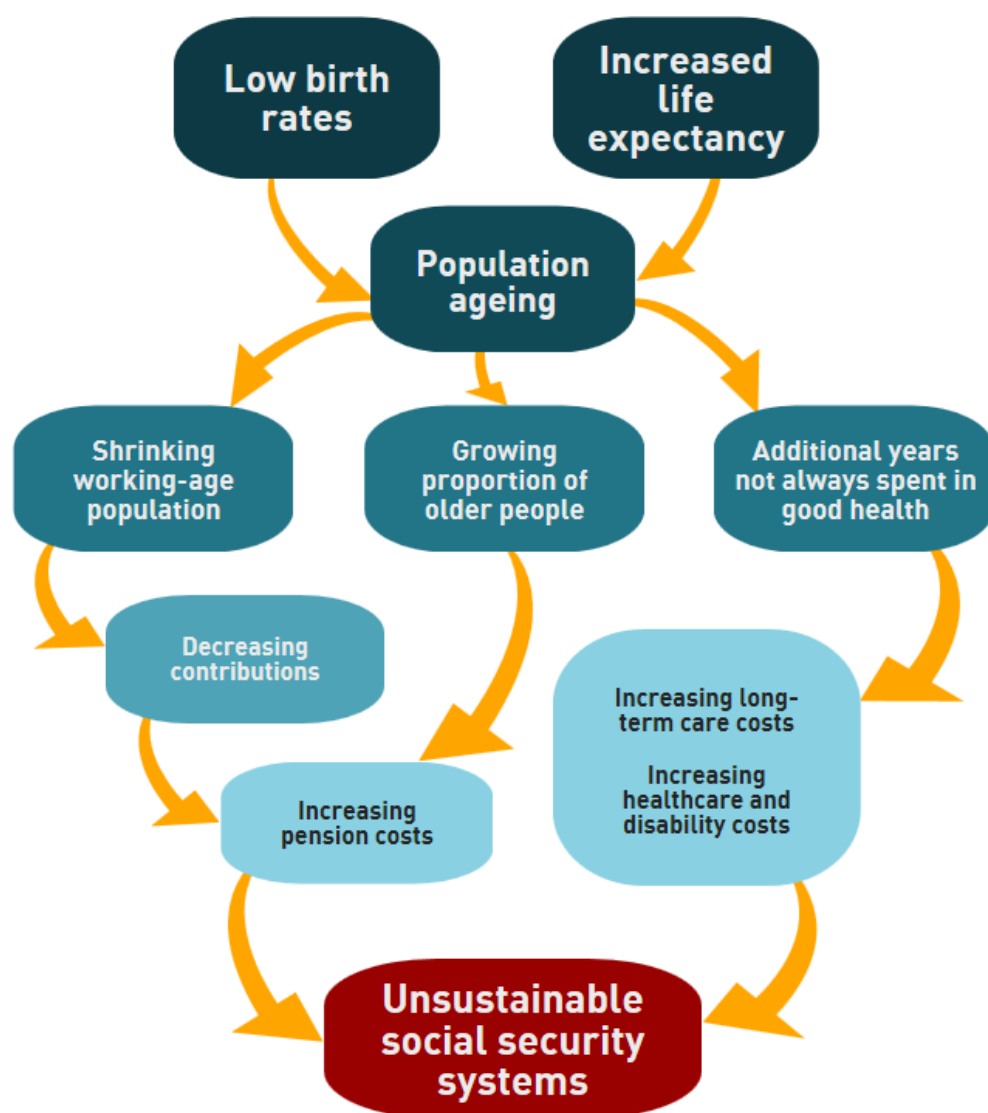 Low birth
rates
Increased
life
expectancy
Population
ageing
Shrinking
working-age
population
Growing
proportion of
older people
Additional years
not always spent in
good health
Decreasing
contributions
Increasing long-
term care costs
Increasing
healthcare and
disability costs
Increasing
pension costs
Unsustainable
social security
systems